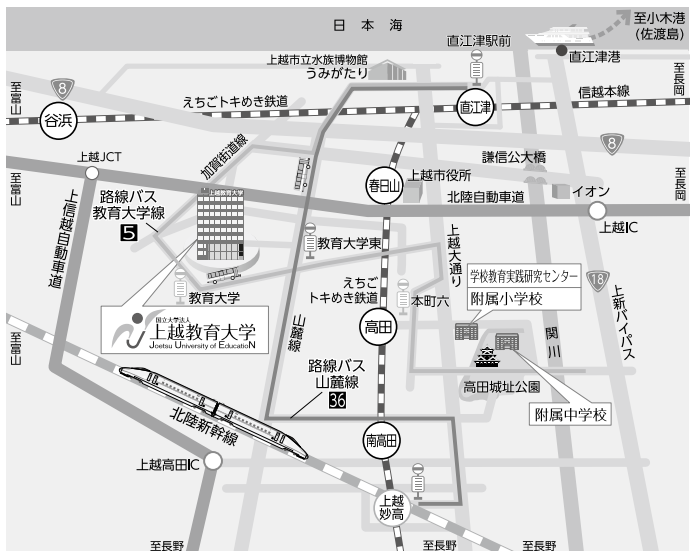 日本海
至小木港
(佐渡島)
直江津駅前
直江津港
上越市立水族博物館
うみがたり
至富山
8
至長岡
えちごトキめき鉄道
信越本線
谷浜
直江津
8
加賀街道線
上越JCT
謙信公大橋
至富山
上越市役所
イオン
至長岡
春日山
北陸自動車道
上越教育大学
路線バス
教育大学線
5
上越IC
上信越自動車道
教育大学東
上越大通り
学校教育実践研究センター
附属小学校
18
教育大学
えちご
トキめき鉄道
本町六
上新バイパス
国立大学法人
上越教育大学
Joetsu University of EducatioN
山麓線
高田
関川
至富山
路線バス
山麓線
36
高田城址公園
附属中学校
北陸新幹線
南高田
上越高田IC
上越
妙高
至長野
至長野
至長野